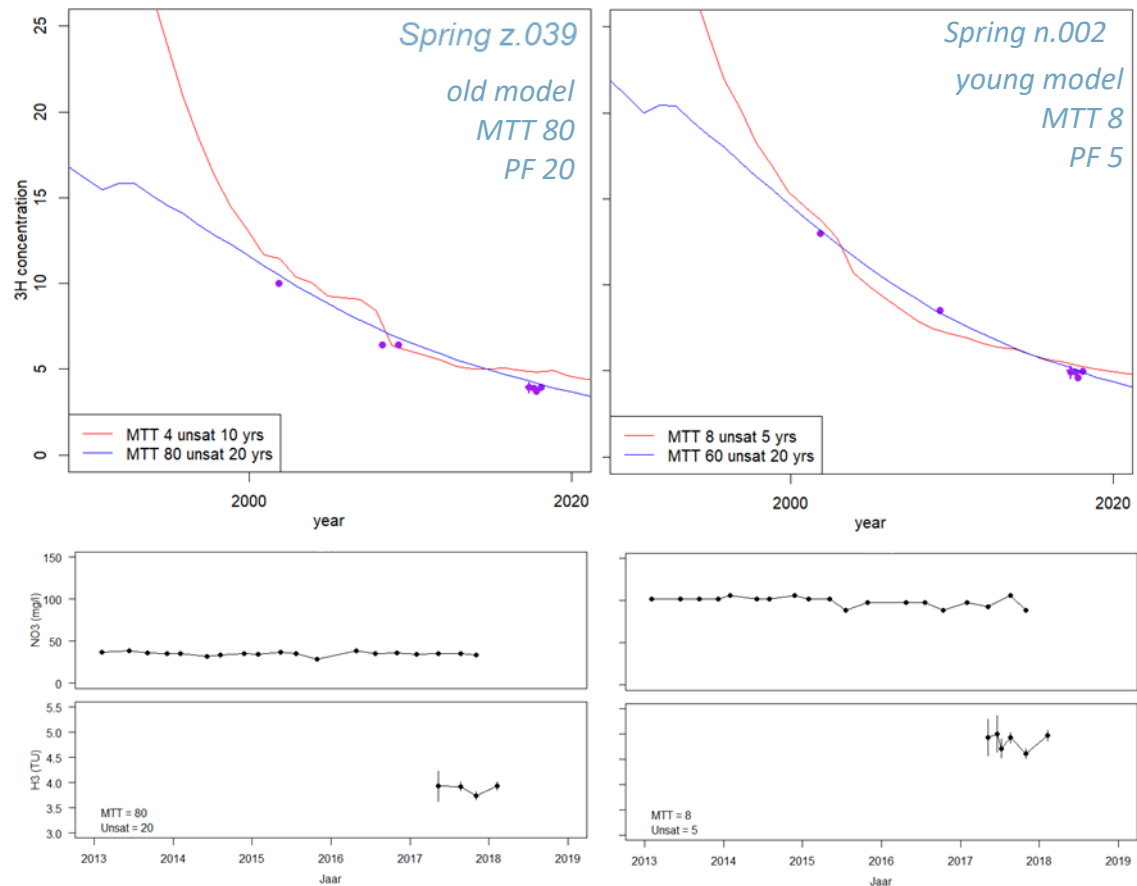 Spring z.039
old model
MTT 80
PF 20
25
20
15
10
5
0
3H concentration
MTT 4 unsat 10 yrs
MTT 80 unsat 20 yrs
2000
2020
year
Spring n.002
young model
MTT 8
PF 5
MTT 8 unsat 5 yrs
MTT 60 unsat 20 yrs
2000
2020
year
150
100
50
0
NO3 (mg/l)
5.5
5.0
4.5
4.0
3.5
3.0
H3 (TU)
MTT = 80
Unsat = 20
2013 2014 2015 2016 2017 2018 2019
Jaar
MTT = 8
Unsat = 5
2013 2014 2015 2016 2017 2018 2019
Jaar